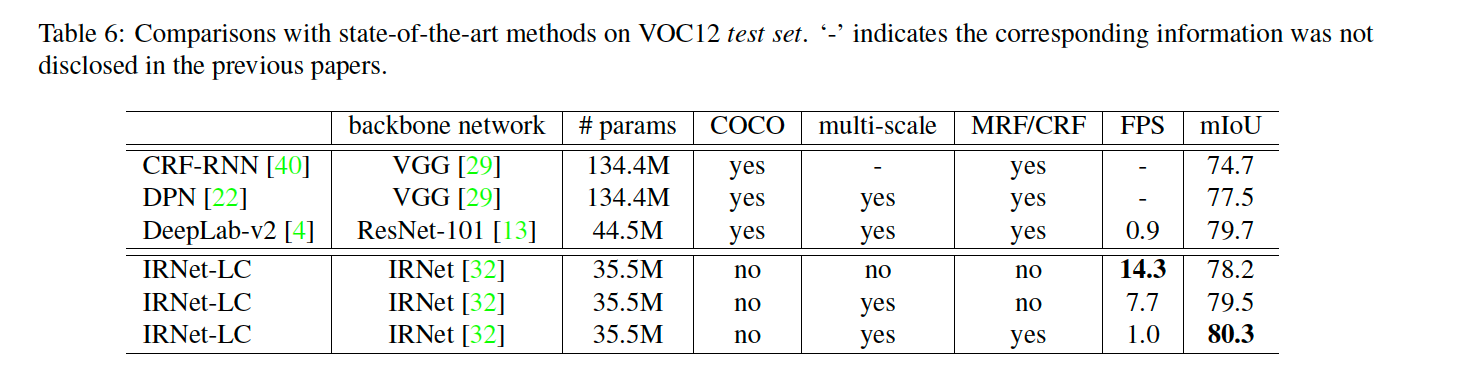 Table 6: Comparisons with state-of-the-art methods on VOC12 test set. ‘-’ indicates the corresponding information was not
disclosed in the previous papers.
backbone network # params COCO multi-scale MRF/CRF FPS mIoU
CRF-RNN [40] VGG [29] 134.4M yes - yes - 74.7
DPN [22] VGG [29] 134.4M yes yes yes - 77.5
DeepLab-v2 [4] ResNet-101 [13] 44.5M yes yes yes 0.9 79.7
IRNet-LC IRNet [32] 35.5M no no no 14.3 78.2
IRNet-LC IRNet [32] 35.5M no yes no 7.7 79.5
IRNet-LC IRNet [32] 35.5M no yes yes 1.0 80.3